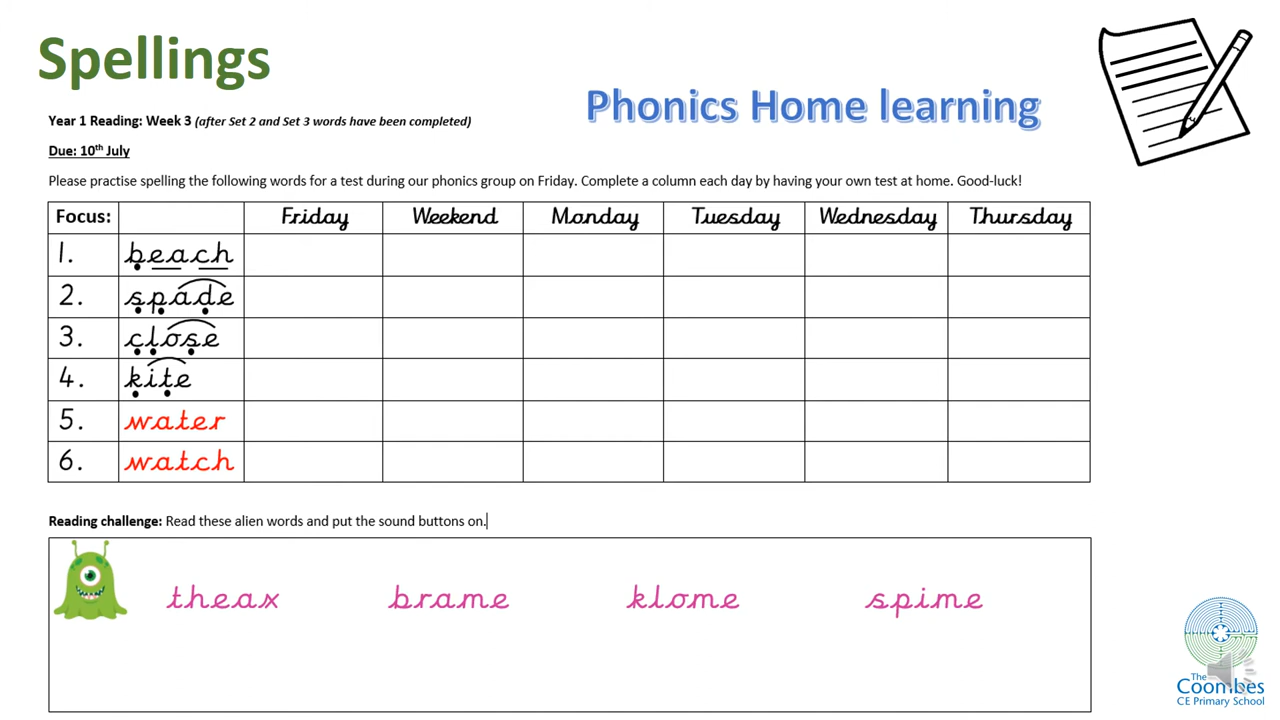 Spellings
Phonics Home learning
Year 1 Reading: Week 3 (after Set 2 and Set 3 words have been completed)
Due: 10th July
Please practise spelling the following words for a test during our phonics group on Friday. Complete a column each day by having your own test at home. Good-luck!
Focus: Friday Weekend Monday Tuesday Wednesday Thursday
1. beach
2. spade
3. close
4. kite
5. water
6. watch
Reading challenge: Read these alien words and put the sound buttons on.
theax brame klome spime
The
Coombes
CE Primary School